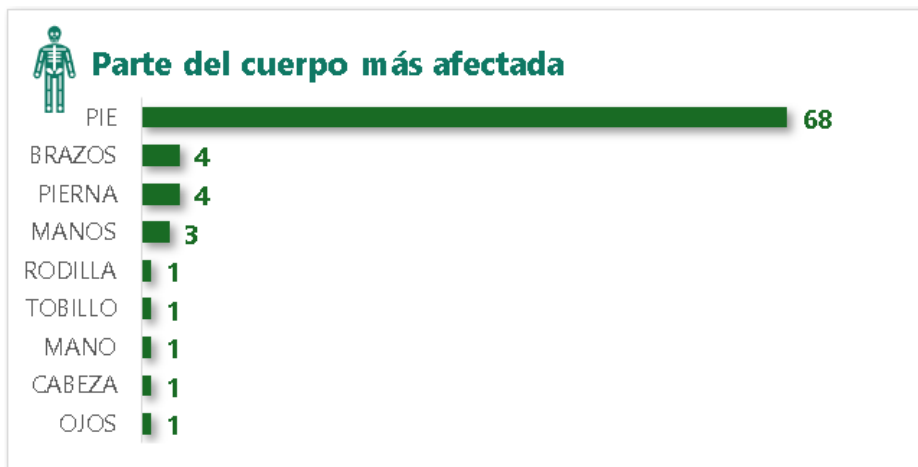 Parte del cuerpo más afectada
PIE 68
BRAZOS 4
PIERNA 4
MANOS 3
RODILLA 1
TOBILLO 1
MANO 1
CABEZA 1
OJOS 1